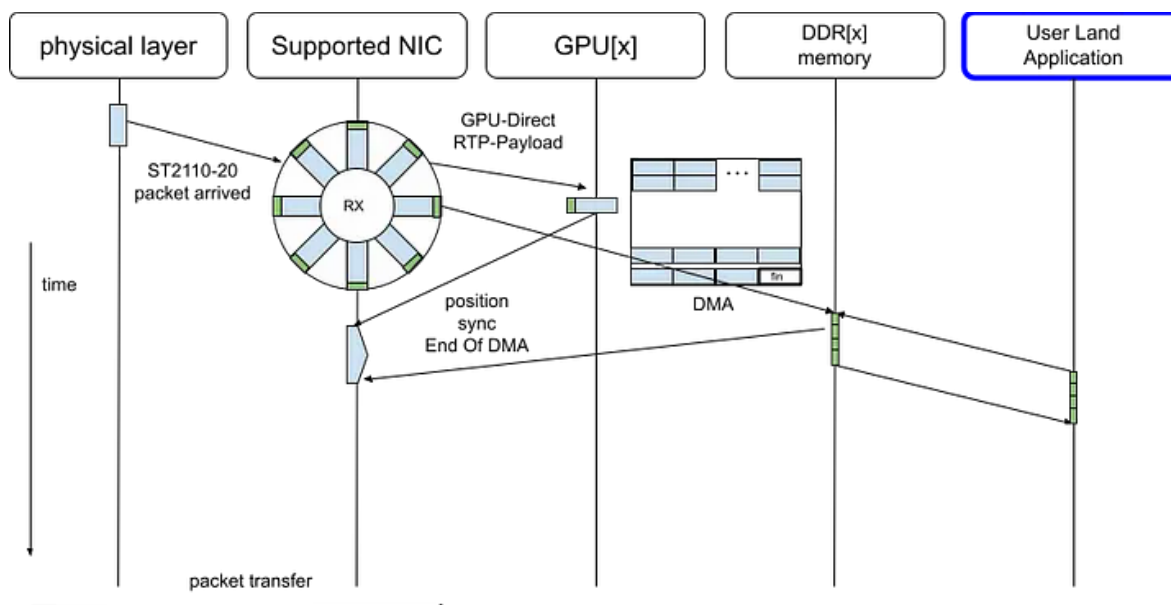 physical layer
Supported NIC
GPU[x]
DDR[x]
memory
User Land
Application
GPU-Direct
RTP-Payload
ST2110-20
packet arrived
RX
...
time
fin
DMA
position
sync
End Of DMA
packet transfer